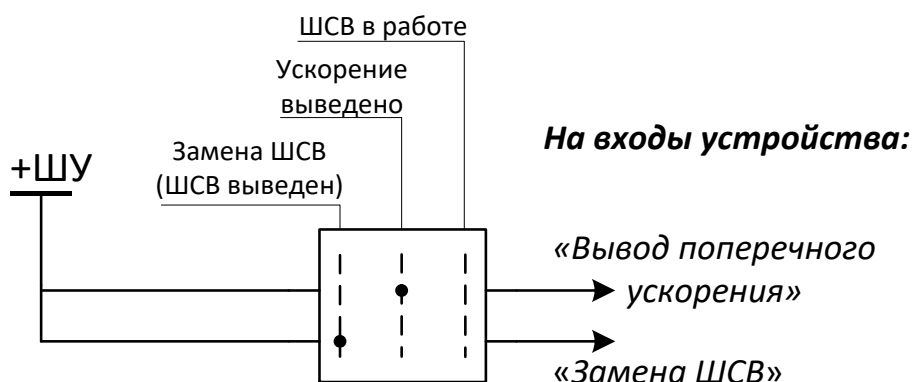 ШСВ в работе
Ускорение
выведено
Замена ШСВ
(ШСВ выведен)
+ШУ
На входы устройства:
«Вывод поперечного
ускорения»
«Замена ШСВ»